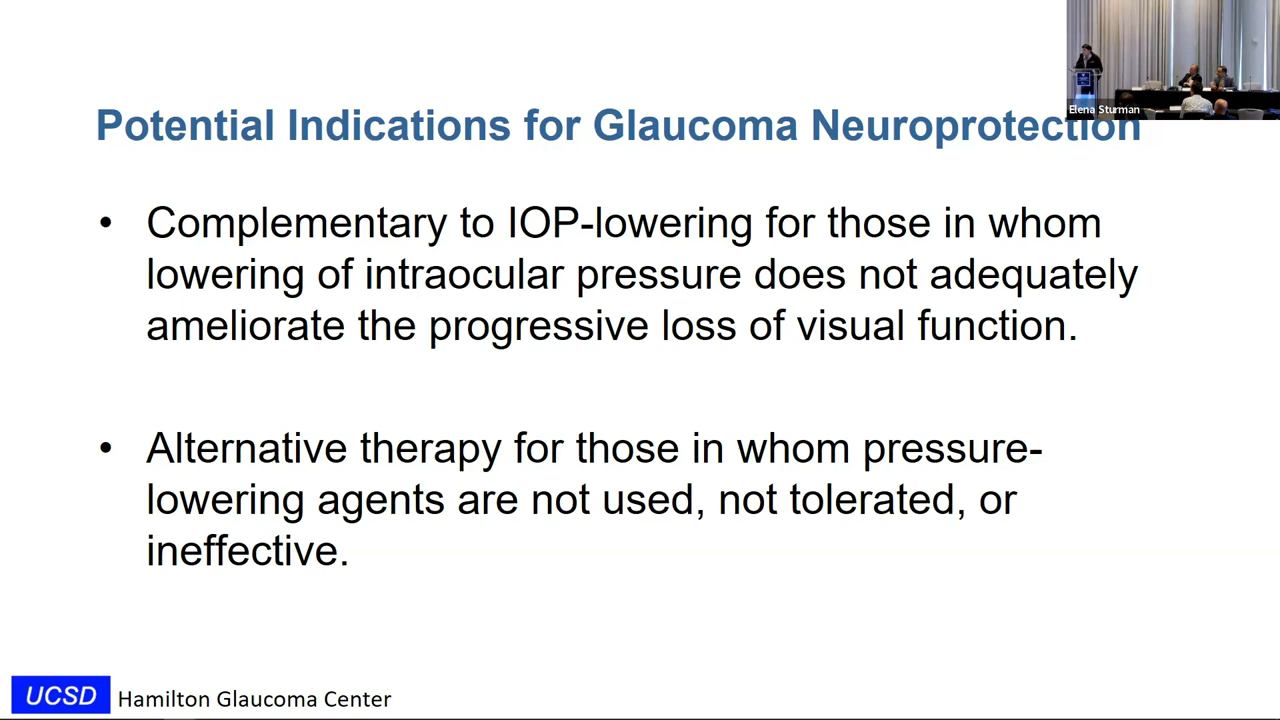 Elena Sturman
Potential Indications for Glaucoma Neuroprotection
• Complementary to IOP-lowering for those in whom
lowering of intraocular pressure does not adequately
ameliorate the progressive loss of visual function.
• Alternative therapy for those in whom pressure-
lowering agents are not used, not tolerated, or
ineffective.
UCSD Hamilton Glaucoma Center